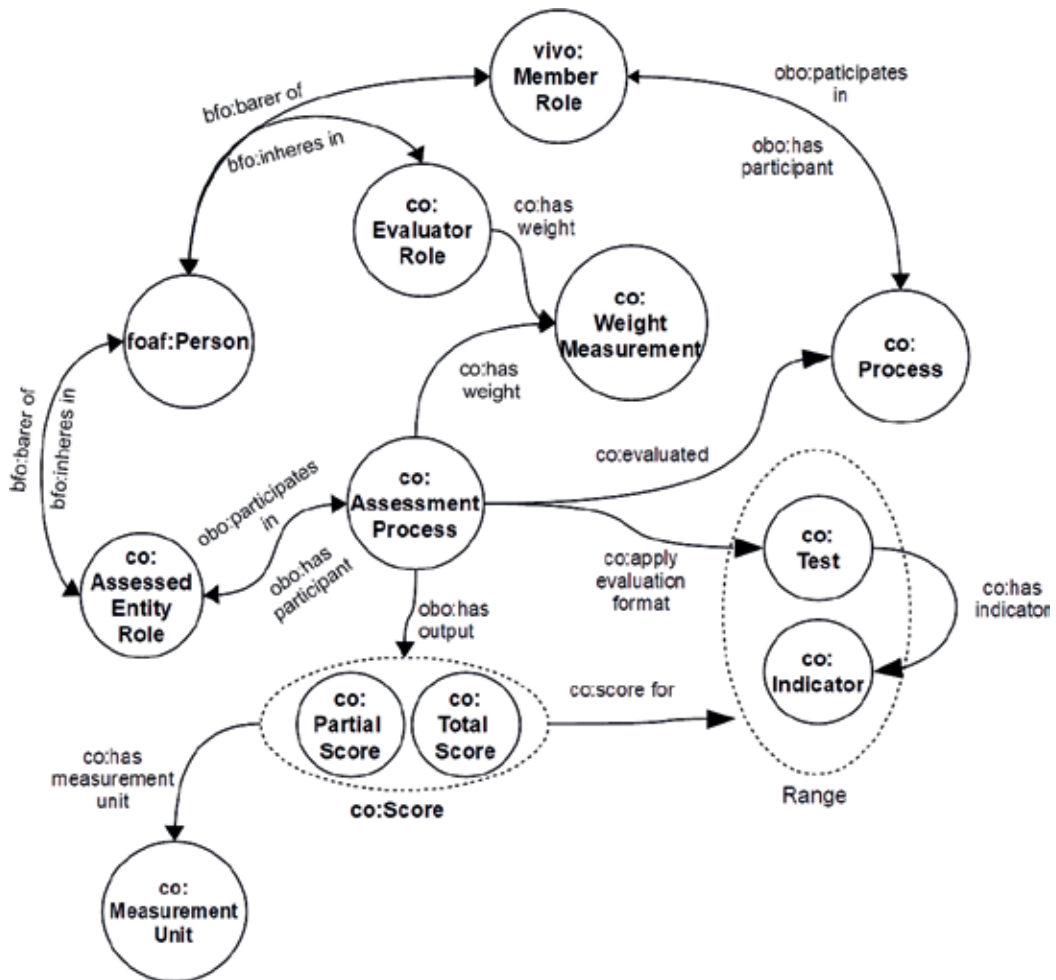 vivo:
Member
Role
bfo:barer of
bfo:inheres in
obo:paticipates
in
obo:has
participant
co:
Evaluator
Role
co:has
weight
foaf:Person
co:
Weight
Measurement
co:
Process
co:has
weight
bfo:barer of
bfo:inheres in
co:evaluated
obo:participates
in
obo:has
participant
co:
Assessment
Process
co:
Assessed
Entity
Role
co:apply
evaluation
format
co:
Test
co:has
indicator
co:
Indicator
obo:has
output
co:
Partial
Score
co:
Total
Score
co:score for
co:Score
Range
co:has
measurement
unit
co:
Measurement
Unit